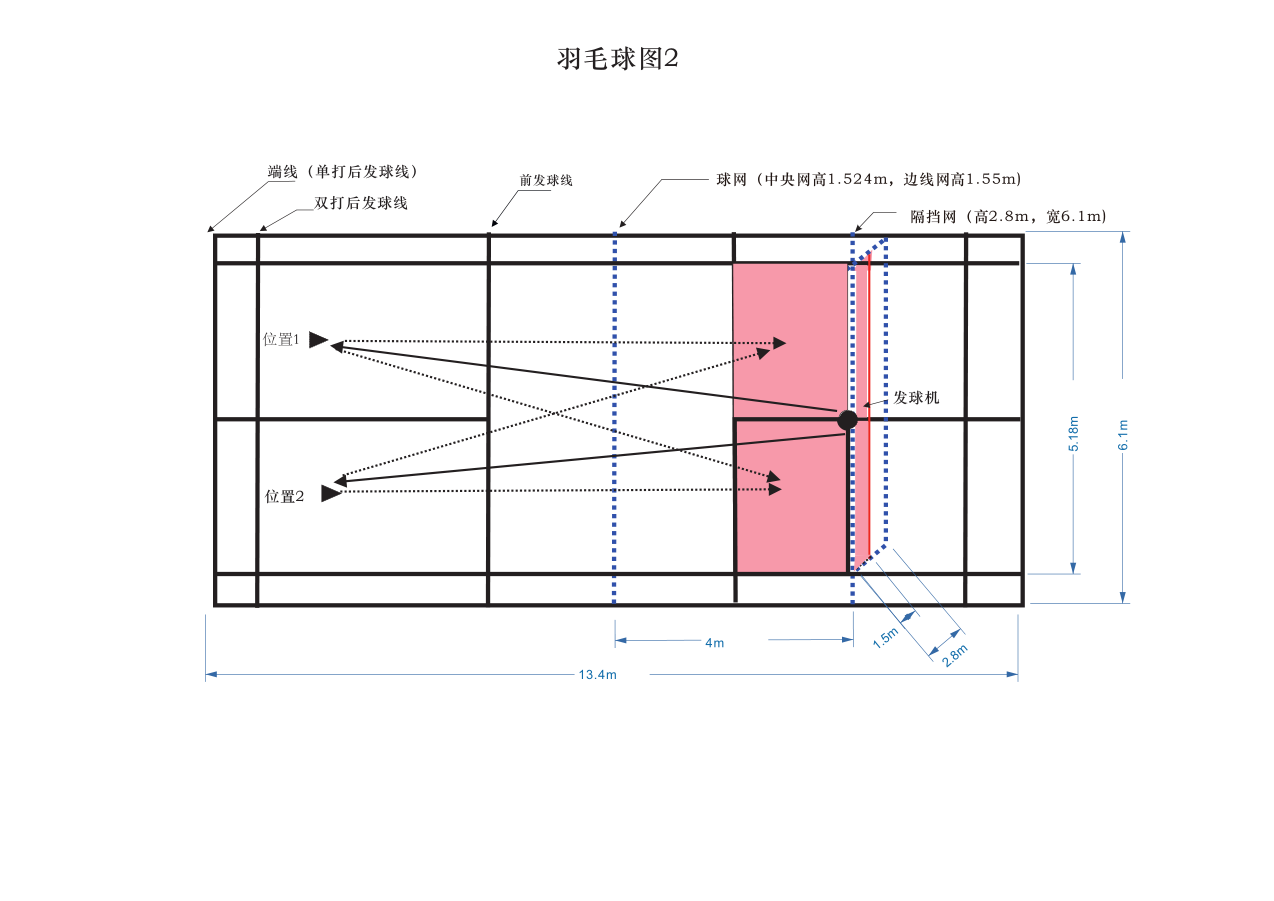 羽毛球图2
端线（单打后发球线）
双打后发球线
前发球线
球网（中央网高1.524m，边线网高1.55m)
隔挡网（高2.8m，宽6.1m)
位置1
发球机
位置2
5.18m
6.1m
4m
1.5m
2.8m
13.4m